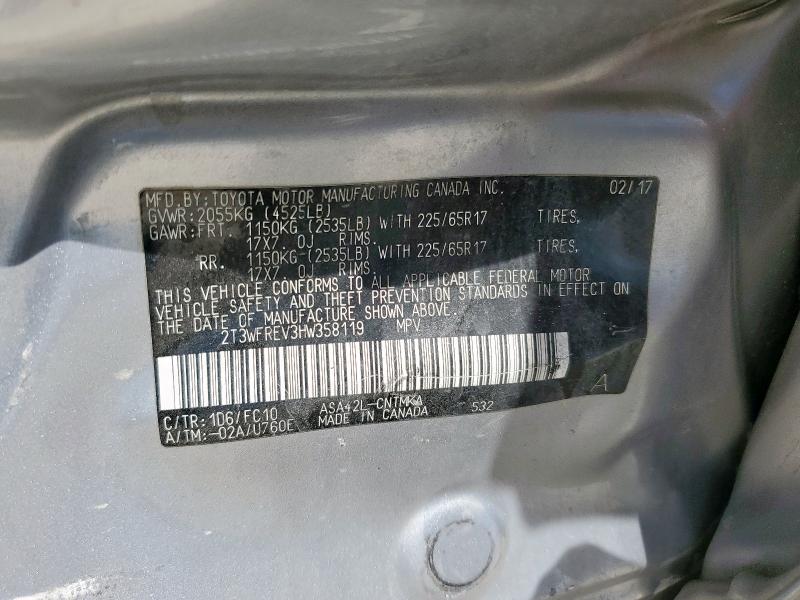 MFD.BY:TOYOTA MOTOR MANUFACTURING CANADA INC. 02/17
GVWR:2055KG (4525LB)
GAWR:FRT. 1150KG (2535LB) WITH 225/65R17 TIRES,
17X7.0J RIMS.
RR. 1150KG (2535LB) WITH 225/65R17 TIRES,
17X7.0J RIMS.
THIS VEHICLE CONFORMS TO ALL APPLICABLE FEDERAL MOTOR
VEHICLE SAFETY AND THEFT PREVENTION STANDARDS IN EFFECT ON
THE DATE OF MANUFACTURE SHOWN ABOVE.
2T3WFREV3HW358119 MPV
C/TR:1D6/FC10 ASA42L-CNTMKA 532 A
A/TM:-02A/U760E MADE IN CANADA